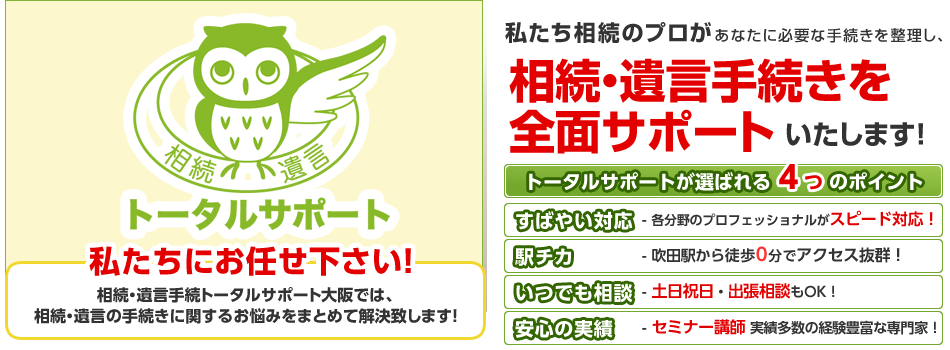 相続 遺言
トータルサポート
私たちにお任せ下さい!
相続・遺言手続トータルサポート大阪では、
相続・遺言の手続きに関するお悩みをまとめて解決致します!
私たち相続のプロがあなたに必要な手続きを整理し、
相続・遺言手続きを
全面サポートいたします!
トータルサポートが選ばれる4つのポイント
すばやい対応 - 各分野のプロフェッショナルがスピード対応！
駅チカ - 吹田駅から徒歩0分でアクセス抜群！
いつでも相談 - 土日祝日・出張相談もOK！
安心の実績 - セミナー講師 実績多数の経験豊富な専門家！